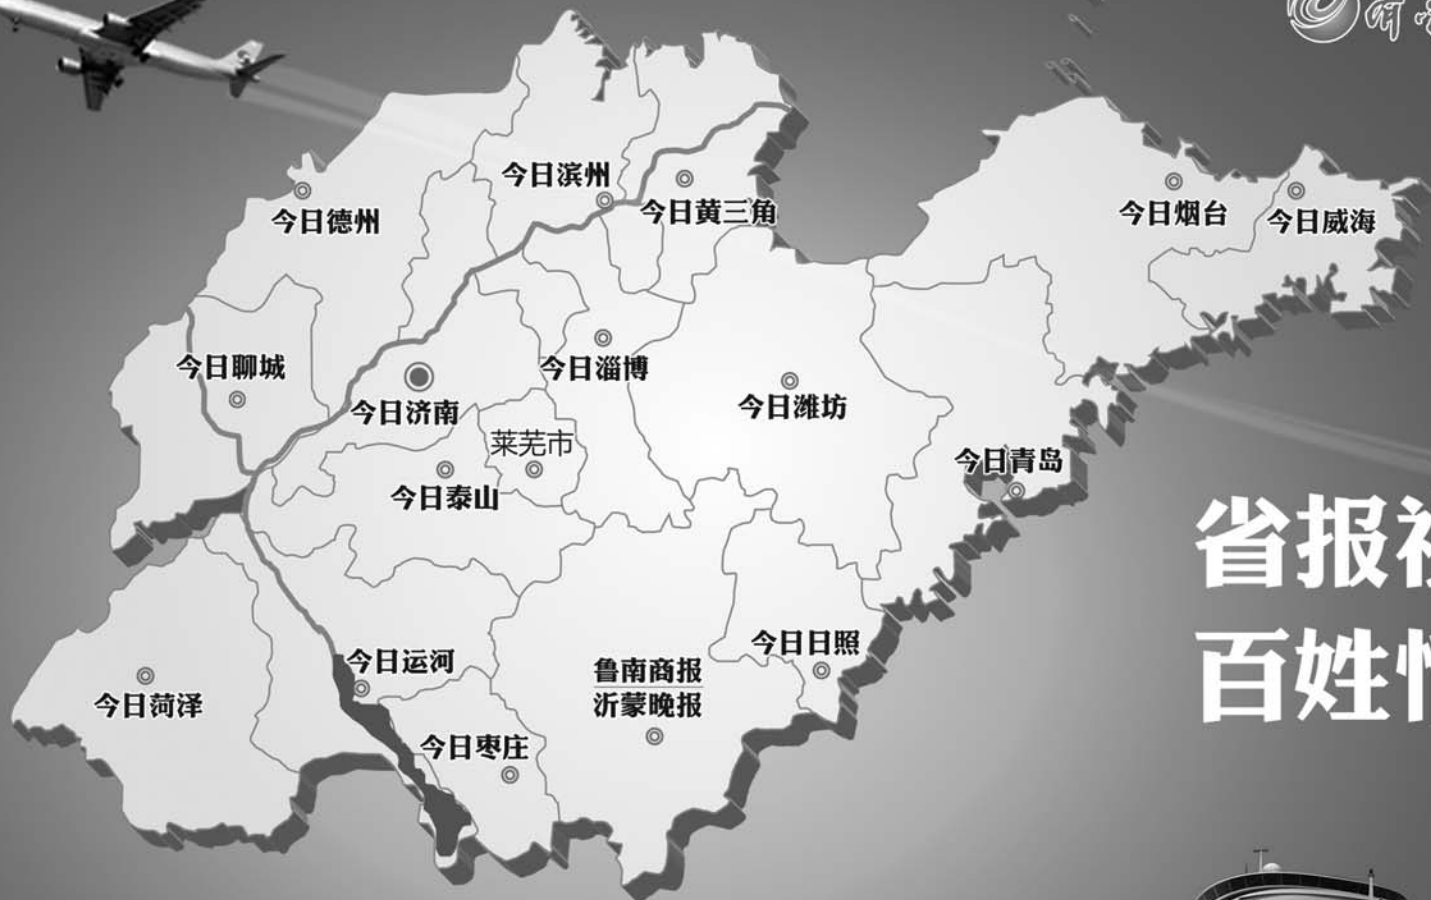 今日滨州
今日黄三角
今日德州
今日烟台
今日威海
今日聊城
今日淄博
今日济南
今日潍坊
莱芜市
今日泰山
今日青岛
省报
百姓
今日日照
今日运河
鲁南商报
沂蒙晚报
今日菏泽
今日枣庄